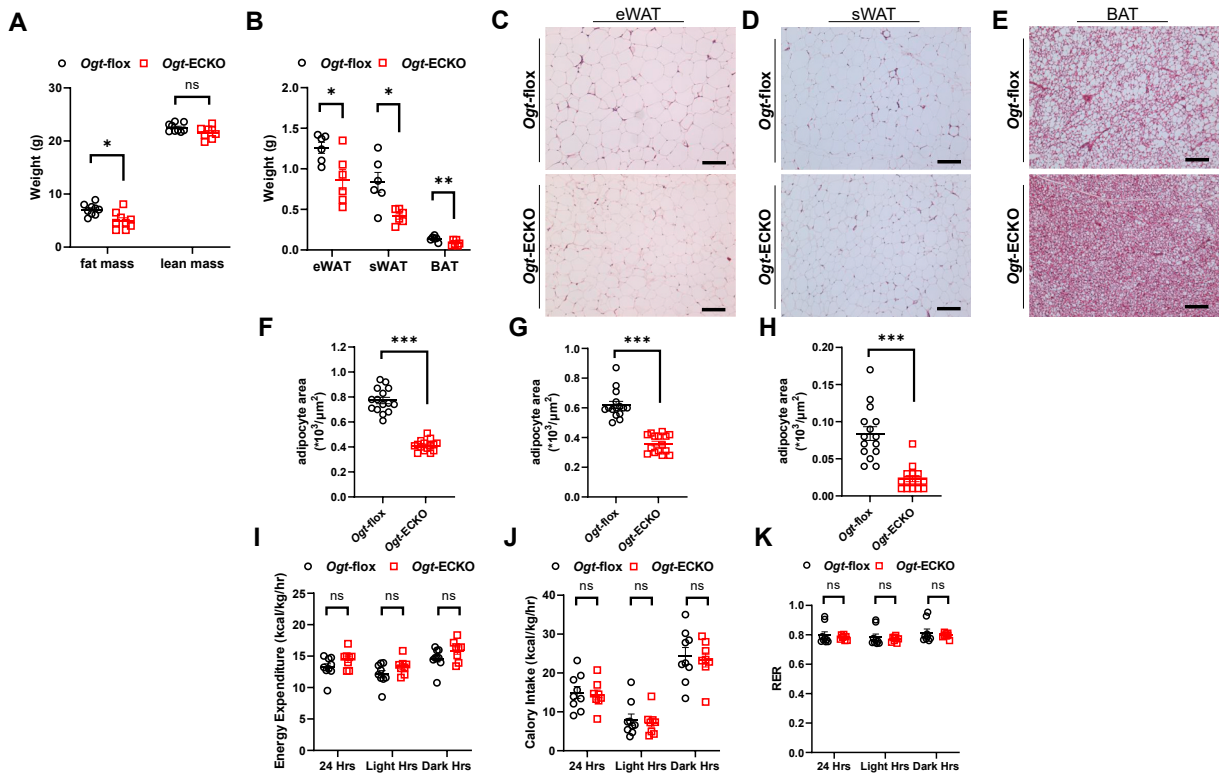 A
Ogt-flox Ogt-ECKO
Weight (g)
30
20
10
0
ns
*
fat mass lean mass
B
Ogt-flox Ogt-ECKO
Weight (g)
2.0
1.5
1.0
0.5
0.0
* * **
eWAT sWAT BAT
C
eWAT
Ogt-flox
Ogt-ECKO
D
sWAT
Ogt-flox
Ogt-ECKO
E
BAT
Ogt-flox
Ogt-ECKO
F
adipocyte area
(*10³/µm²)
1.2
1.0
0.8
0.6
0.4
0.2
0.0
***
Ogt-flox
Ogt-ECKO
G
adipocyte area
(*10³/µm²)
1.0
0.8
0.6
0.4
0.2
0.0
***
Ogt-flox
Ogt-ECKO
H
adipocyte area
(*10³/µm²)
0.20
0.15
0.10
0.05
0.00
***
Ogt-flox
Ogt-ECKO
I
Ogt-flox Ogt-ECKO
Energy Expenditure (kcal/kg/hr)
25
20
15
10
5
0
ns ns ns
24 Hrs Light Hrs Dark Hrs
J
Ogt-flox Ogt-ECKO
Calory Intake (kcal/kg/hr)
40
30
20
10
0
ns ns ns
24 Hrs Light Hrs Dark Hrs
K
Ogt-flox Ogt-ECKO
RER
1.0
0.8
0.6
0.4
0.2
0.0
ns ns ns
24 Hrs Light Hrs Dark Hrs